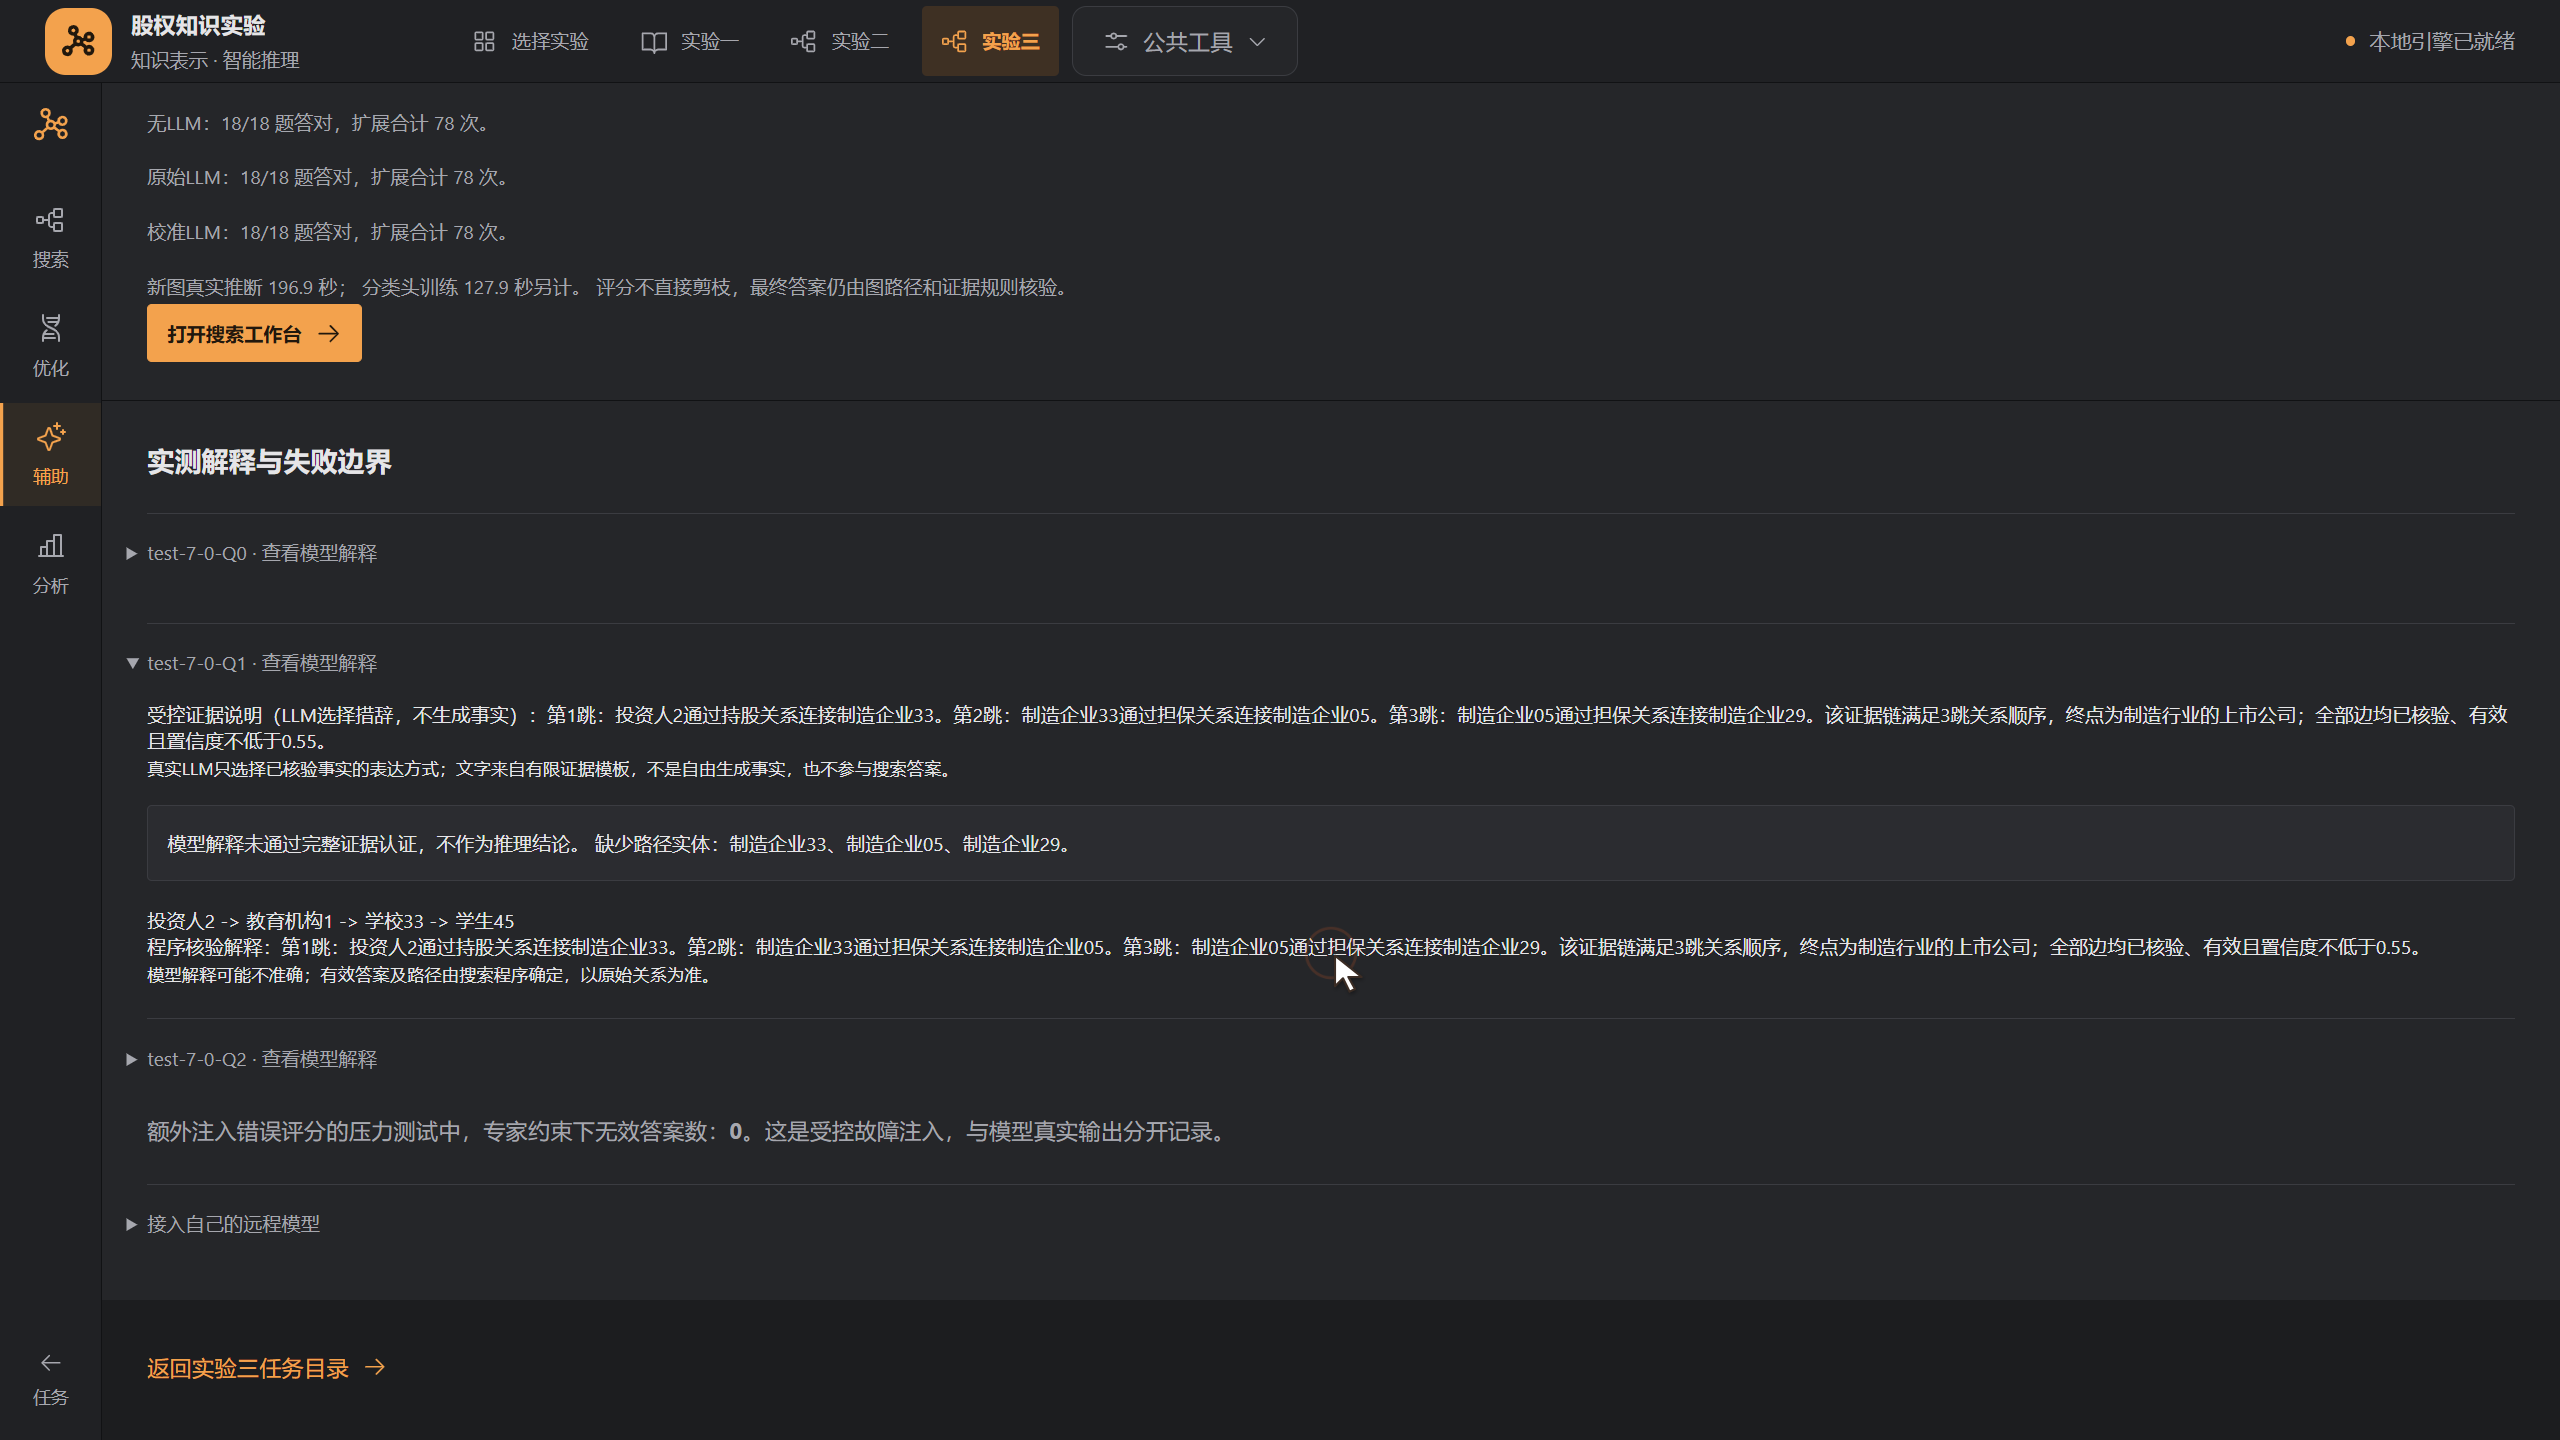 股权知识实验
知识表示 · 智能推理
选择实验
实验一
实验二
实验三
公共工具
本地引擎已就绪
搜索
优化
辅助
分析
任务
无LLM：18/18 题答对，扩展合计 78 次。
原始LLM：18/18 题答对，扩展合计 78 次。
校准LLM：18/18 题答对，扩展合计 78 次。
新图真实推断 196.9 秒； 分类头训练 127.9 秒另计。 评分不直接剪枝，最终答案仍由图路径和证据规则核验。
打开搜索工作台
实测解释与失败边界
test-7-0-Q0 · 查看模型解释
test-7-0-Q1 · 查看模型解释
受控证据说明（LLM选择措辞，不生成事实）：第1跳：投资人2通过持股关系连接制造企业33。第2跳：制造企业33通过担保关系连接制造企业05。第3跳：制造企业05通过担保关系连接制造企业29。该证据链满足3跳关系顺序，终点为制造行业的上市公司；全部边均已核验、有效
且置信度不低于0.55。
真实LLM只选择已核验事实的表达方式；文字来自有限证据模板，不是自由生成事实，也不参与搜索答案。
模型解释未通过完整证据认证，不作为推理结论。 缺少路径实体：制造企业33、制造企业05、制造企业29。
投资人2 -> 教育机构1 -> 学校33 -> 学生45
程序核验解释：第1跳：投资人2通过持股关系连接制造企业33。第2跳：制造企业33通过担保关系连接制造企业05。第3跳：制造企业05通过担保关系连接制造企业29。该证据链满足3跳关系顺序，终点为制造行业的上市公司；全部边均已核验、有效且置信度不低于0.55。
模型解释可能不准确；有效答案及路径由搜索程序确定，以原始关系为准。
test-7-0-Q2 · 查看模型解释
额外注入错误评分的压力测试中，专家约束下无效答案数：0。这是受控故障注入，与模型真实输出分开记录。
接入自己的远程模型
返回实验三任务目录